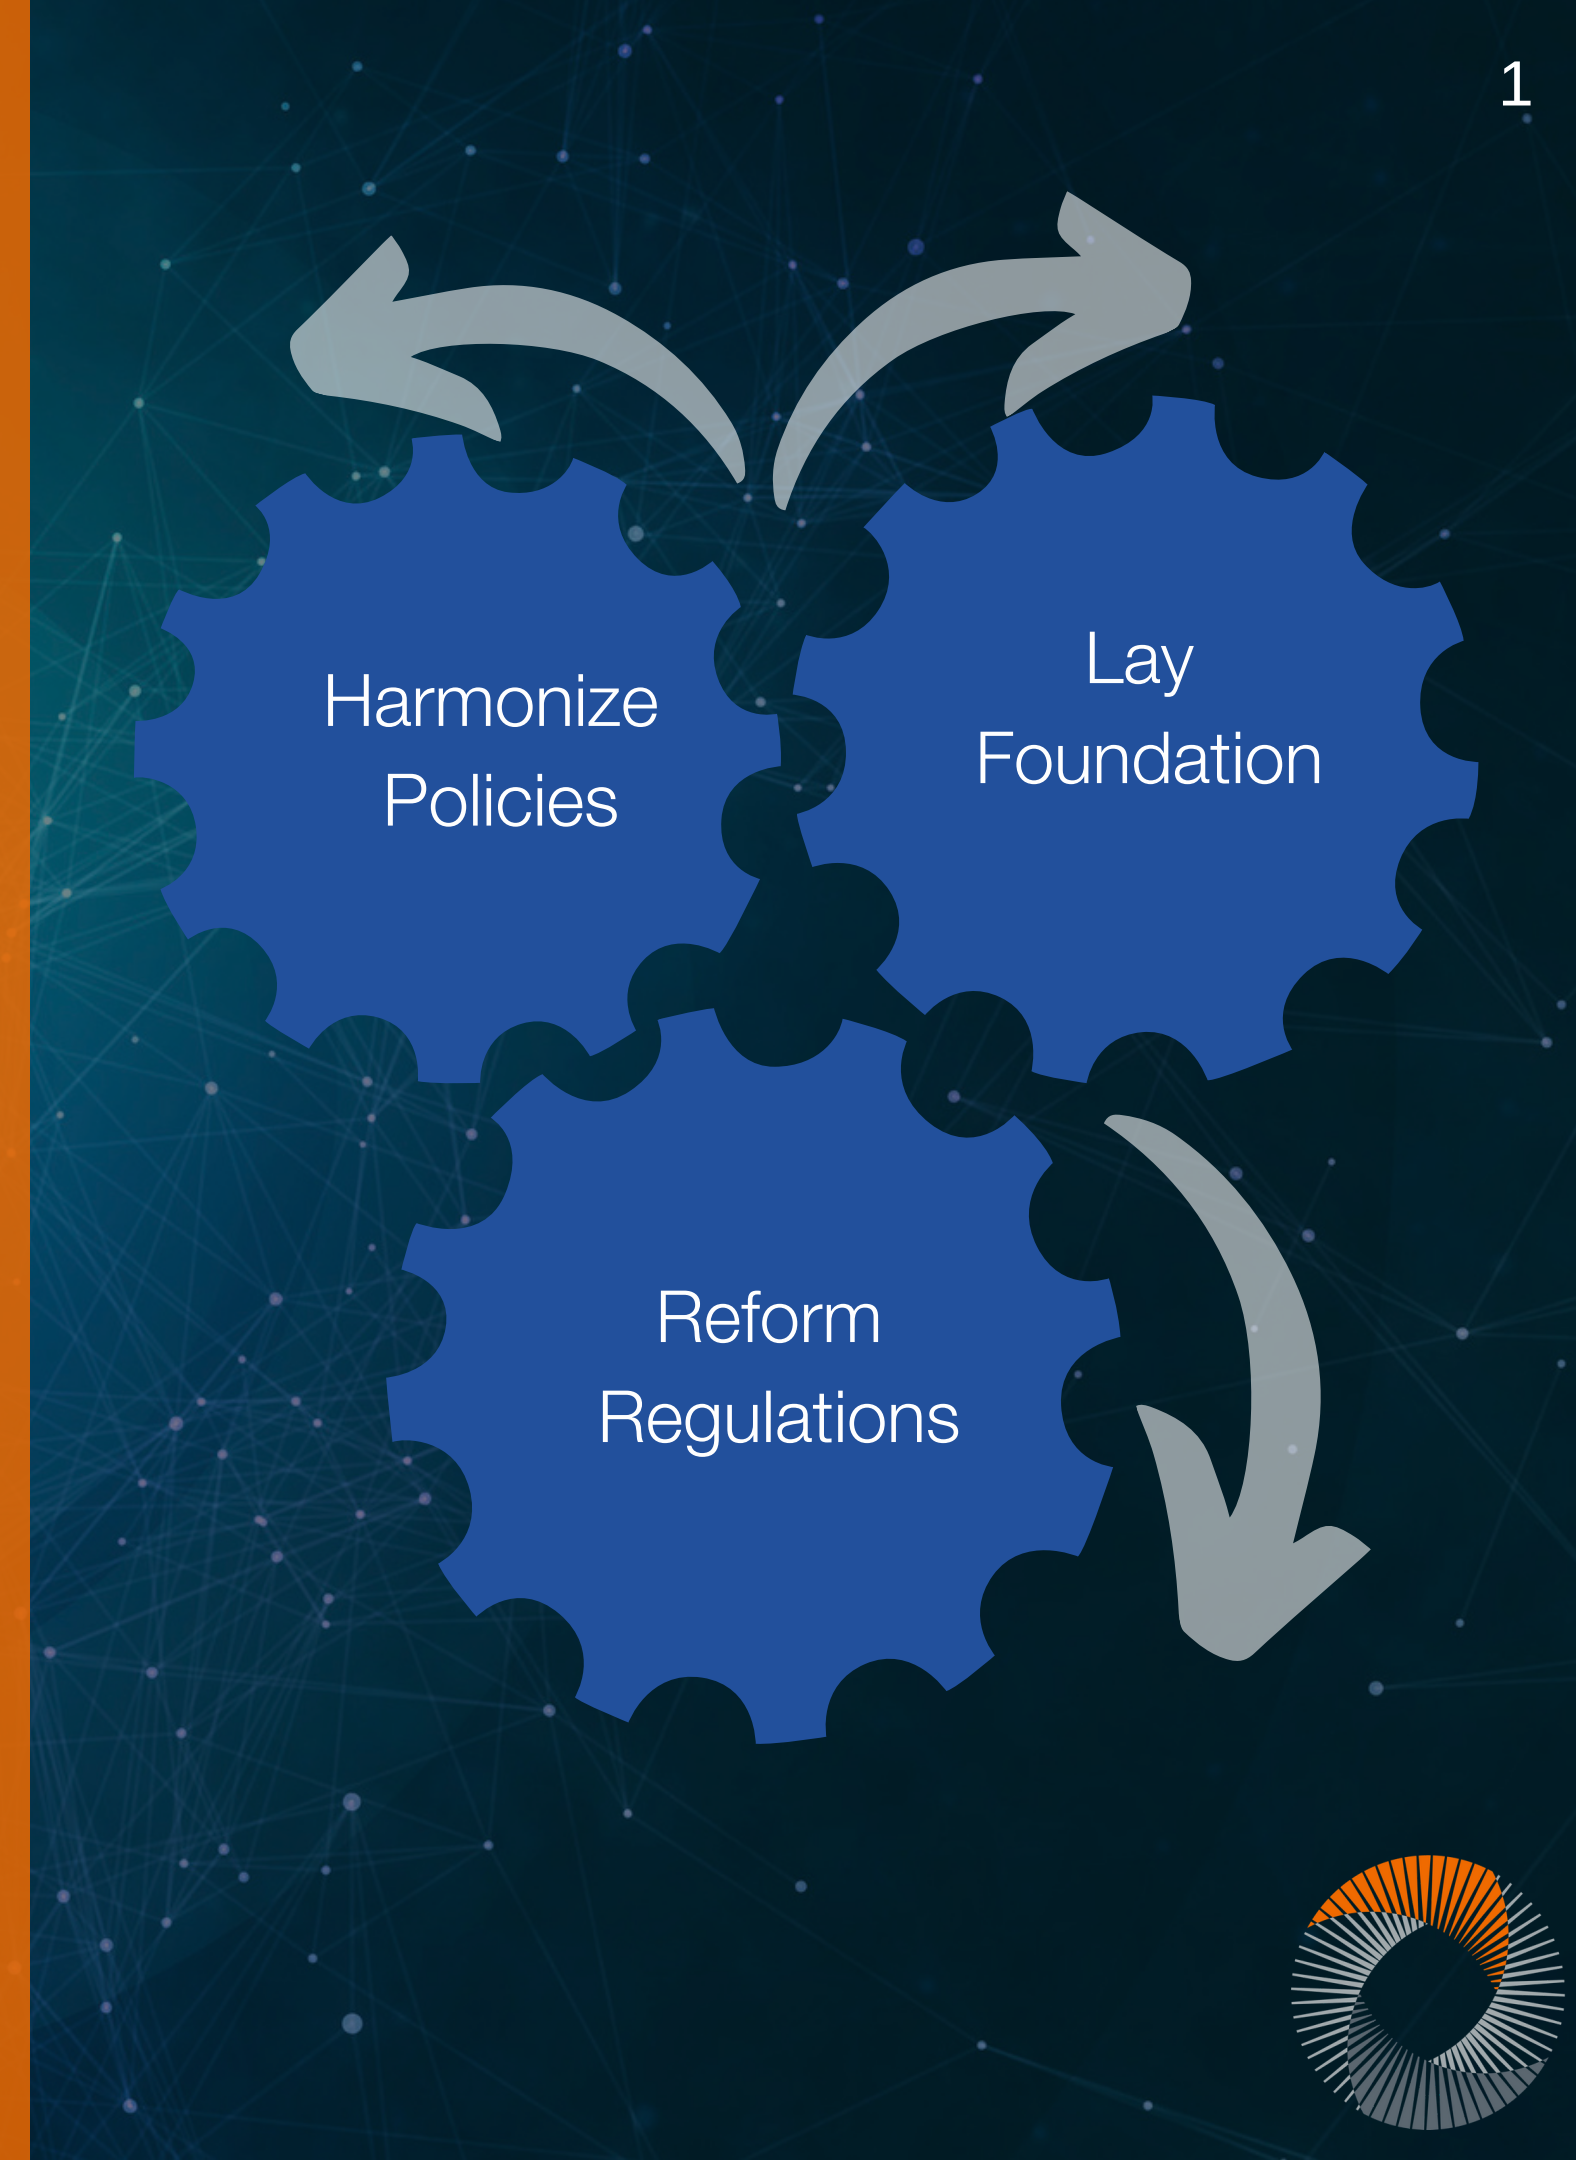 1
Harmonize
Policies
Lay
Foundation
Reform
Regulations